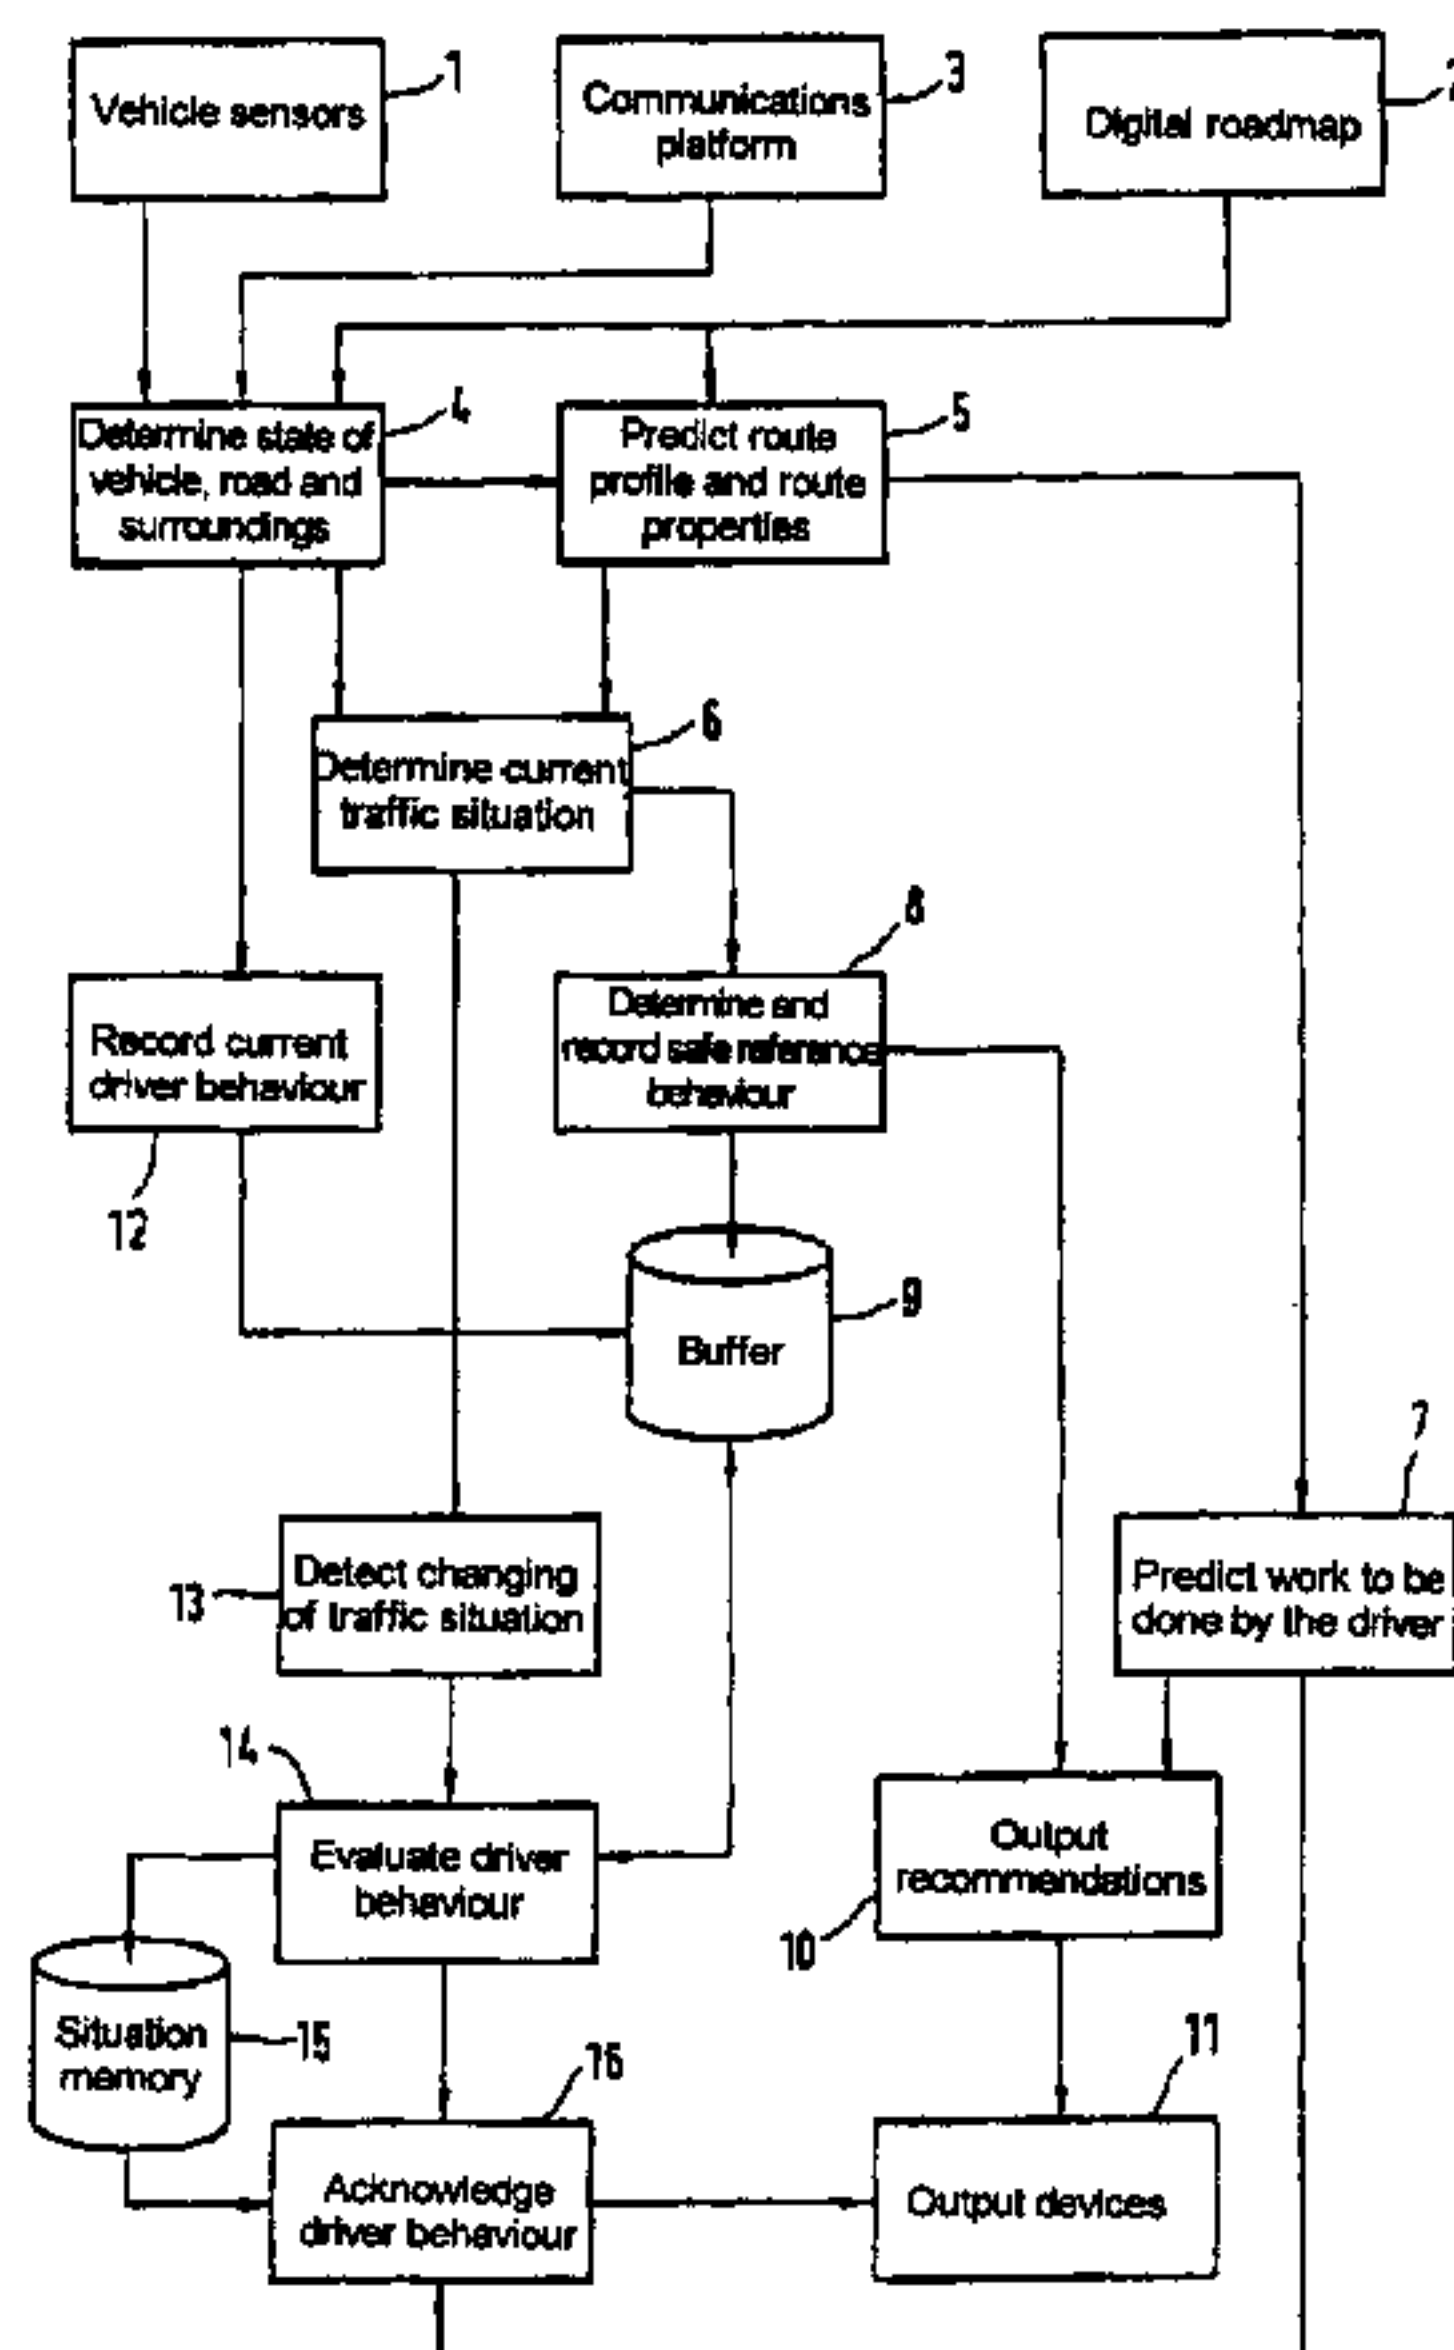 Vehicle sensors
1
Communications
platform
3
Digital roadmap
2
Determine state of
vehicle, road and
surroundings
4
Predict route
profile and route
properties
5
Determine current
traffic situation
6
Record current
driver behaviour
12
Determine and
record safe reference
behaviour
8
Buffer
9
Detect changing
of traffic situation
13
Predict work to be
done by the driver
7
Evaluate driver
behaviour
14
Output
recommendations
10
Situation
memory
15
Acknowledge
driver behaviour
16
Output devices
11